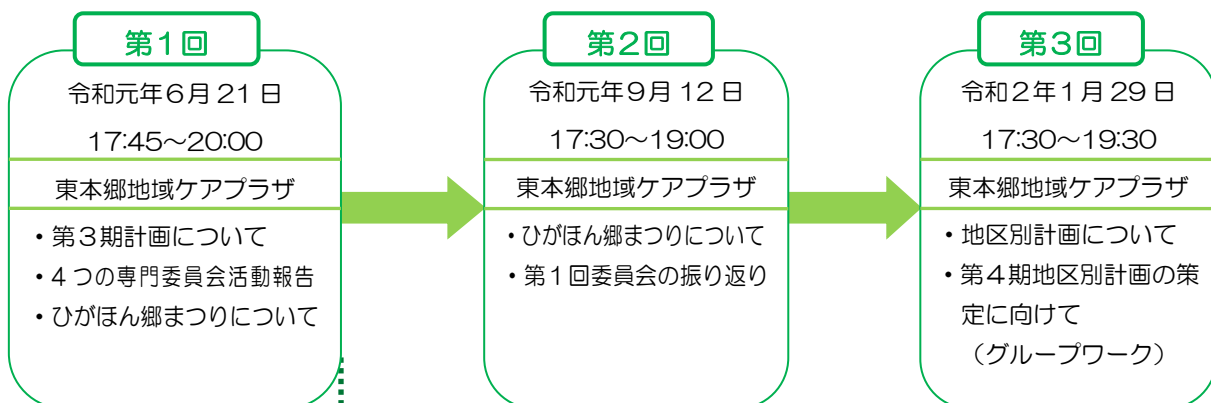 第1回
令和元年6月 21 日
17:45～20:00
東本郷地域ケアプラザ
・第３期計画について
・４つの専門委員会活動報告
・ひがほん郷まつりについて
第２回
令和元年９月 12 日
17:30～19:00
東本郷地域ケアプラザ
・ひがほん郷まつりについて
・第１回委員会の振り返り
第３回
令和２年１月 29 日
17:30～19:30
東本郷地域ケアプラザ
・地区別計画について
・第４期地区別計画の策
定に向けて
（グループワーク）